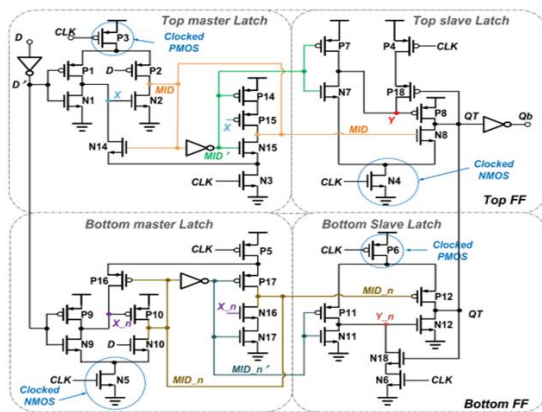 Top master Latch
Top slave Latch
D
CLK
P3
Clocked PMOS
P1
D
P2
D'
N1
X
N2
MID
P14
X
P15
N14
MID'
N15
MID
CLK
N3
P7
P4
CLK
N7
P18
Y
P8
QT
Qb
N8
CLK
N4
Clocked NMOS
Top FF
Bottom master Latch
Bottom Slave Latch
CLK
P5
CLK
P6
Clocked PMOS
P16
P17
P9
X_n
P10
X_n
N16
N9
D
N10
N17
MID_n
P11
P12
QT
Y_n
N11
N12
N18
Clocked NMOS
CLK
N5
MID_n
MID_n'
N6
CLK
Bottom FF